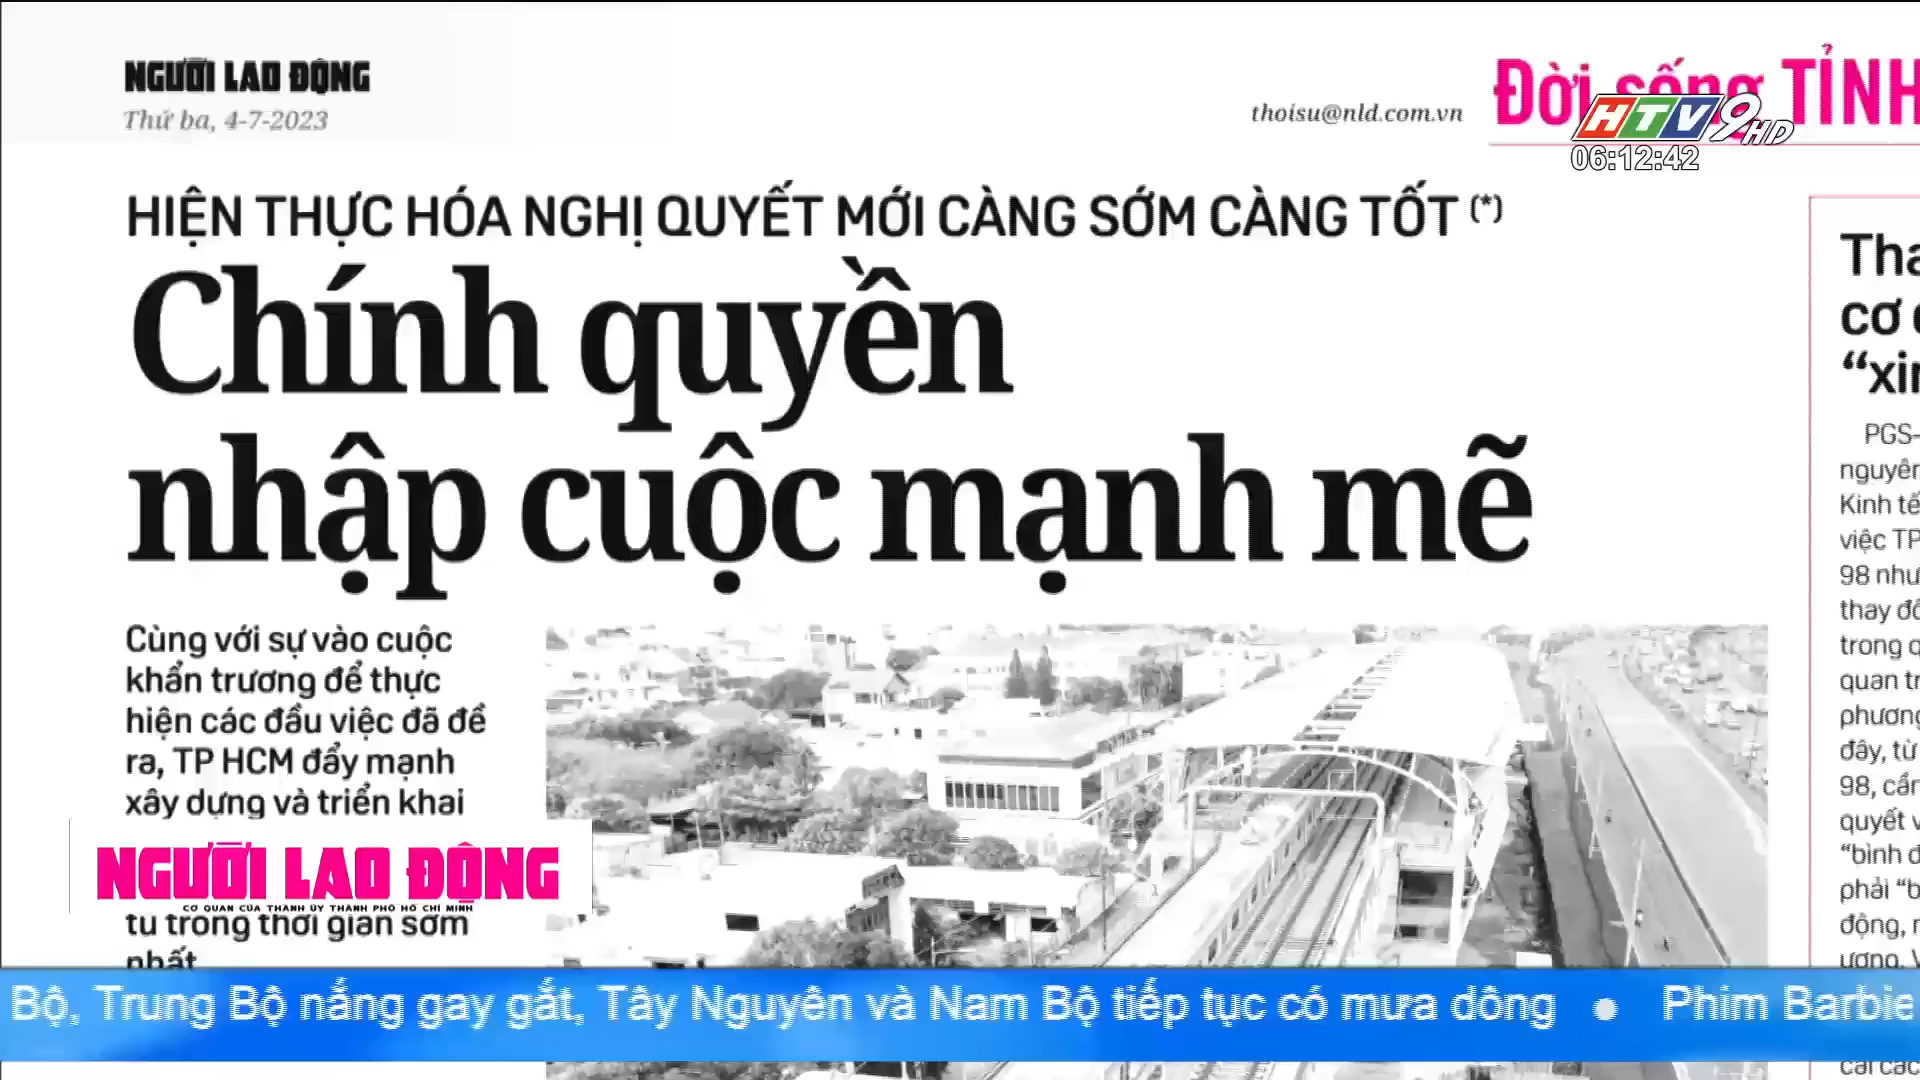 NGƯỜI LAO ĐỘNG
Thứ ba, 4-7-2023
thoisu@nld.com.vn
Đời sống TỈNH
HTV9 HD
06:12:42
HIỆN THỰC HÓA NGHỊ QUYẾT MỚI CÀNG SỚM CÀNG TỐT (*)
Chính quyền
nhập cuộc mạnh mẽ
Cùng với sự vào cuộc
khẩn trương để thực
hiện các đầu việc đã đề
ra, TP HCM đẩy mạnh
xây dựng và triển khai
NGƯỜI LAO ĐỘNG
CƠ QUAN CỦA THÀNH ỦY THÀNH PHỐ HỒ CHÍ MINH
tư trong thời gian sớm
nhất
cơ
“xin
PGS-
nguyên
Kinh tế
việc TP
98 như
thay đổ
trong q
quan tr
phương
đây, từ
98, cần
quyết v
“bình đ
phải “b
động, n
ương. V
Bộ, Trung Bộ nắng gay gắt, Tây Nguyên và Nam Bộ tiếp tục có mưa dông ● Phim Barbie
cải các